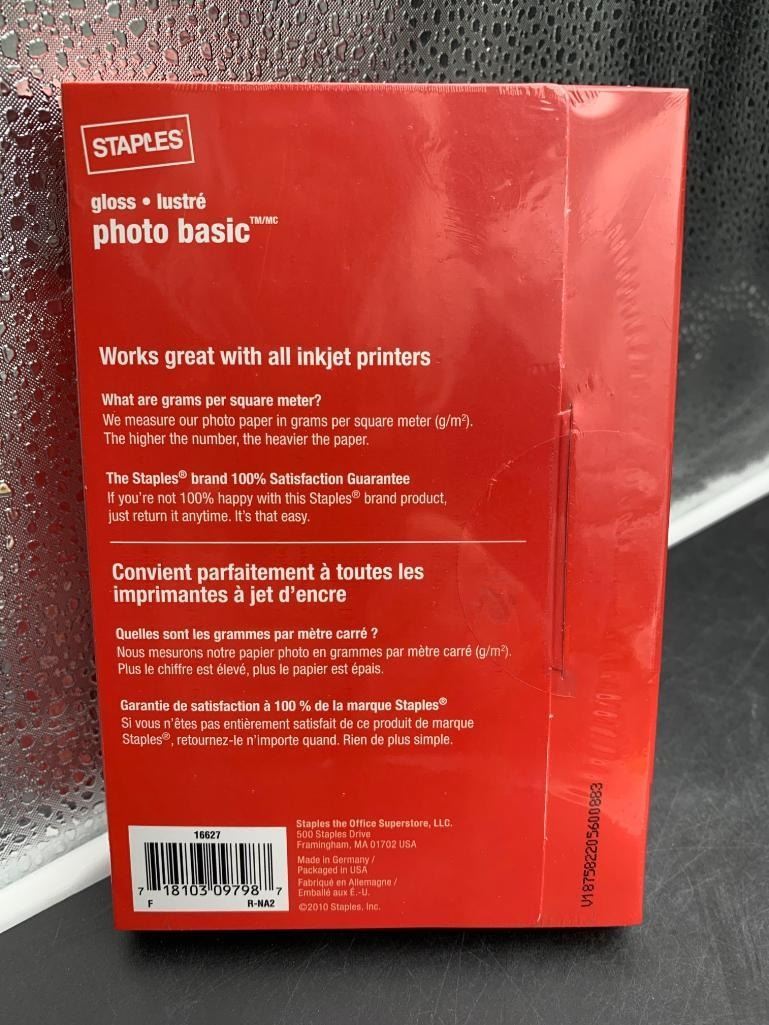 STAPLES
gloss • lustré
photo basic™/MC
Works great with all inkjet printers
What are grams per square meter?
We measure our photo paper in grams per square meter (g/m²).
The higher the number, the heavier the paper.
The Staples® brand 100% Satisfaction Guarantee
If you're not 100% happy with this Staples® brand product,
just return it anytime. It's that easy.
Convient parfaitement à toutes les
imprimantes à jet d'encre
Quelles sont les grammes par mètre carré ?
Nous mesurons notre papier photo en grammes par mètre carré (g/m²).
Plus le chiffre est élevé, plus le papier est épais.
Garantie de satisfaction à 100 % de la marque Staples®
Si vous n'êtes pas entièrement satisfait de ce produit de marque
Staples®, retournez-le n'importe quand. Rien de plus simple.
16627
7 18103 09798 7
F R-NA2
Staples the Office Superstore, LLC.
500 Staples Drive
Framingham, MA 01702 USA
Made in Germany /
Packaged in USA
Fabriqué en Allemagne /
Emballé aux É.-U.
©2010 Staples, Inc.
V187582205600883